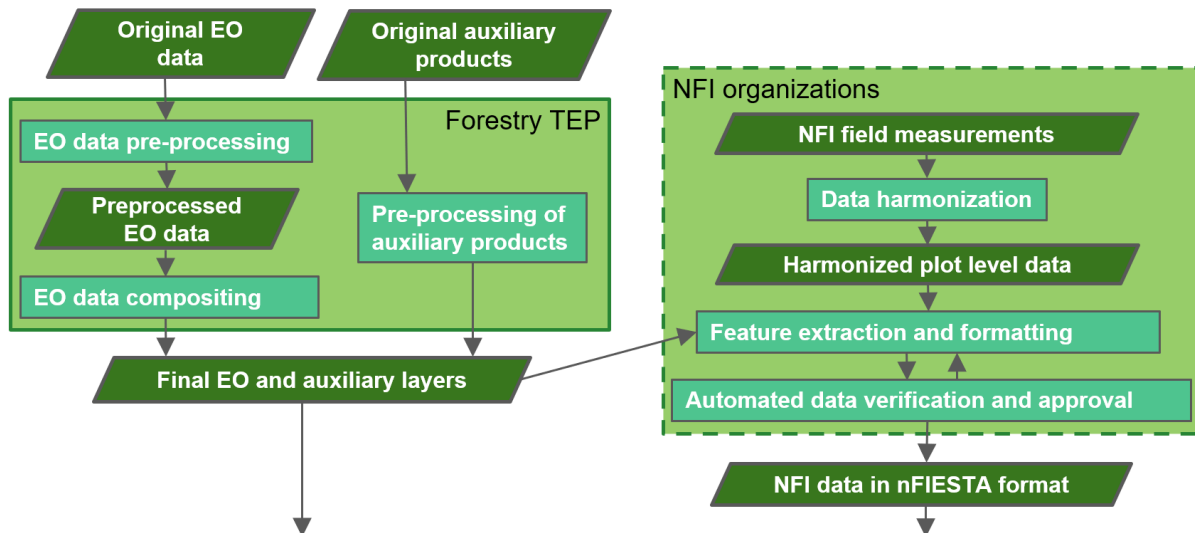 Original EO
data
Original auxiliary
products
Forestry TEP
EO data pre-processing
Preprocessed
EO data
EO data compositing
Pre-processing of
auxiliary products
Final EO and auxiliary layers
NFI organizations
NFI field measurements
Data harmonization
Harmonized plot level data
Feature extraction and formatting
Automated data verification and approval
NFI data in nFIESTA format